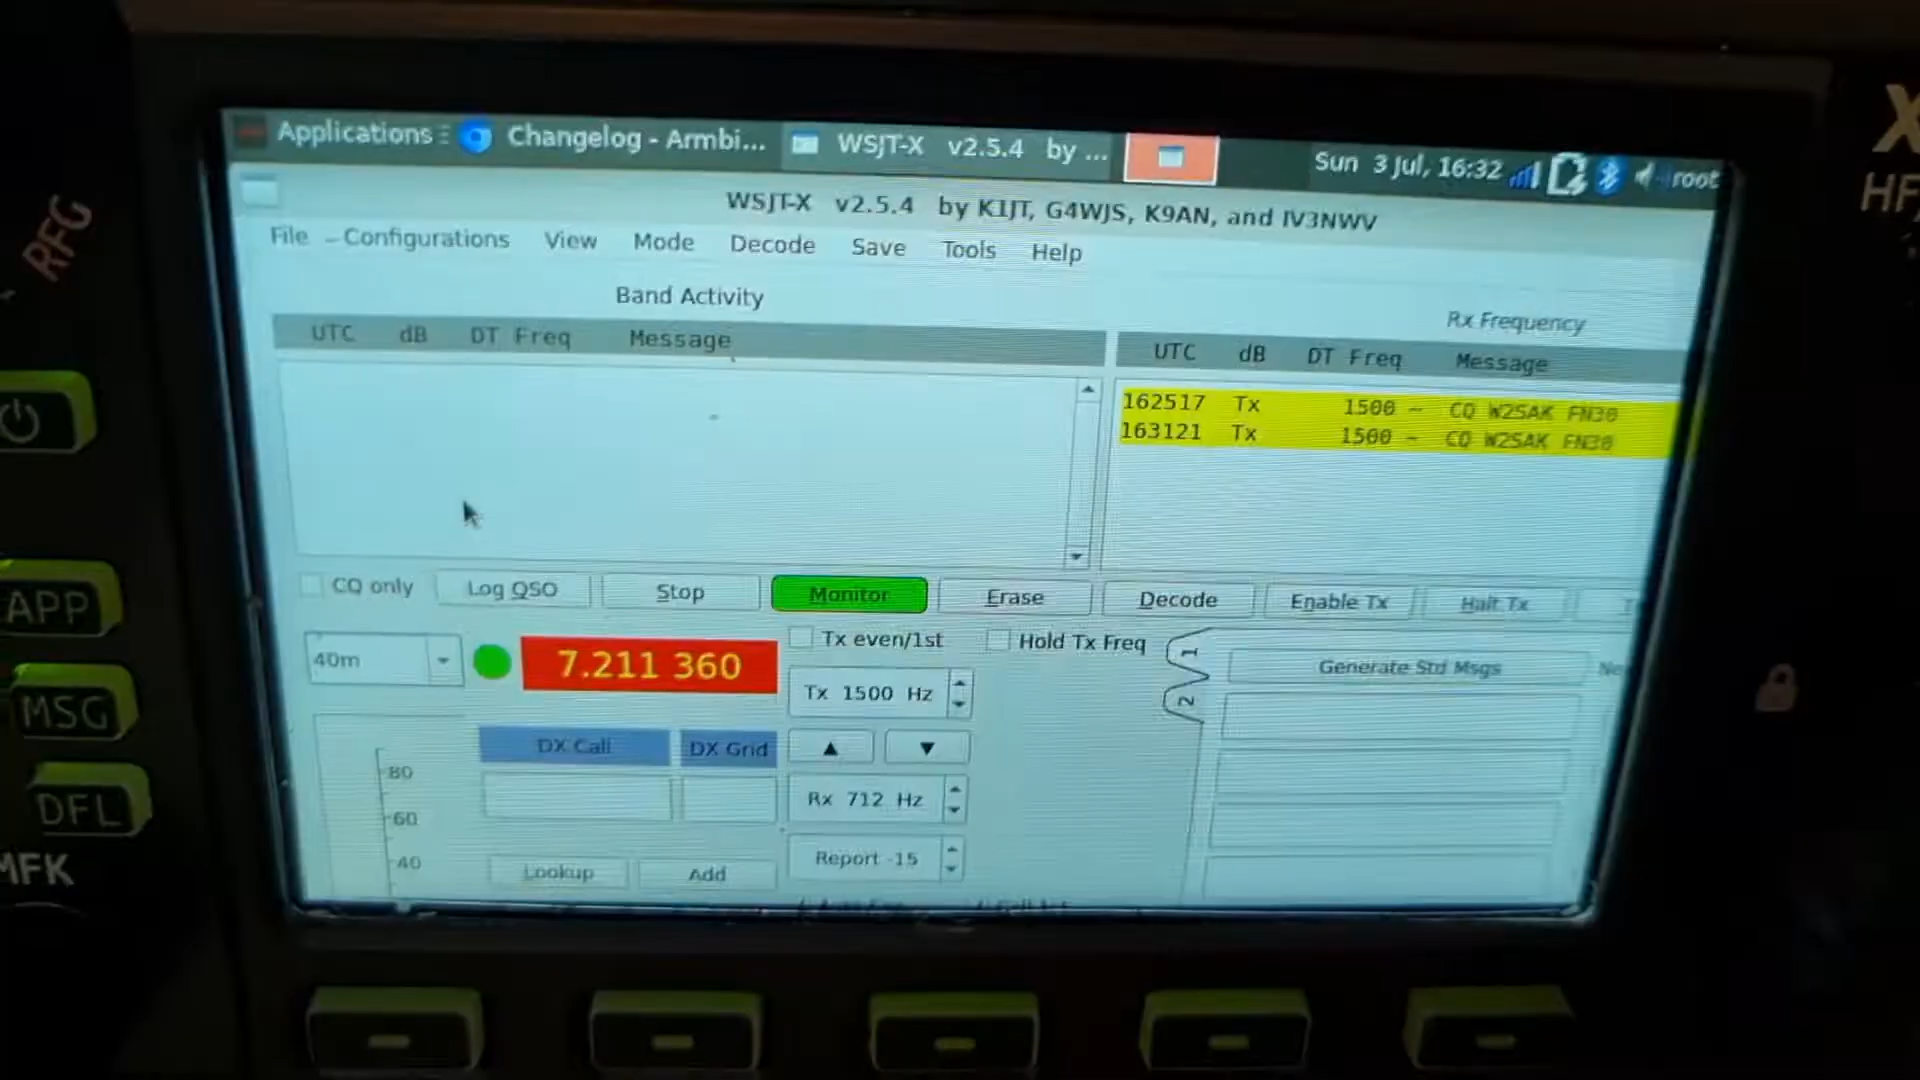 Applications
Changelog - Armbi...
WSJT-X v2.5.4 by ...
Sun 3 Jul, 16:32
root
WSJT-X v2.5.4 by K1JT, G4WJS, K9AN, and IV3NWV
File Configurations View Mode Decode Save Tools Help
Band Activity
Rx Frequency
UTC dB DT Freq Message
UTC dB DT Freq Message
162517 Tx 1500 ~ CQ W2SAK FN30
163121 Tx 1500 ~ CQ W2SAK FN30
CQ only
Log QSO
Stop
Monitor
Erase
Decode
Enable Tx
Halt Tx
40m
7.211 360
Tx even/1st
Hold Tx Freq
Tx 1500 Hz
1
2
Generate Std Msgs
DX Call
DX Grid
Rx 712 Hz
Report -15
80
60
40
Lookup
Add
RFG
APP
MSG
DFL
MFK
X
HF